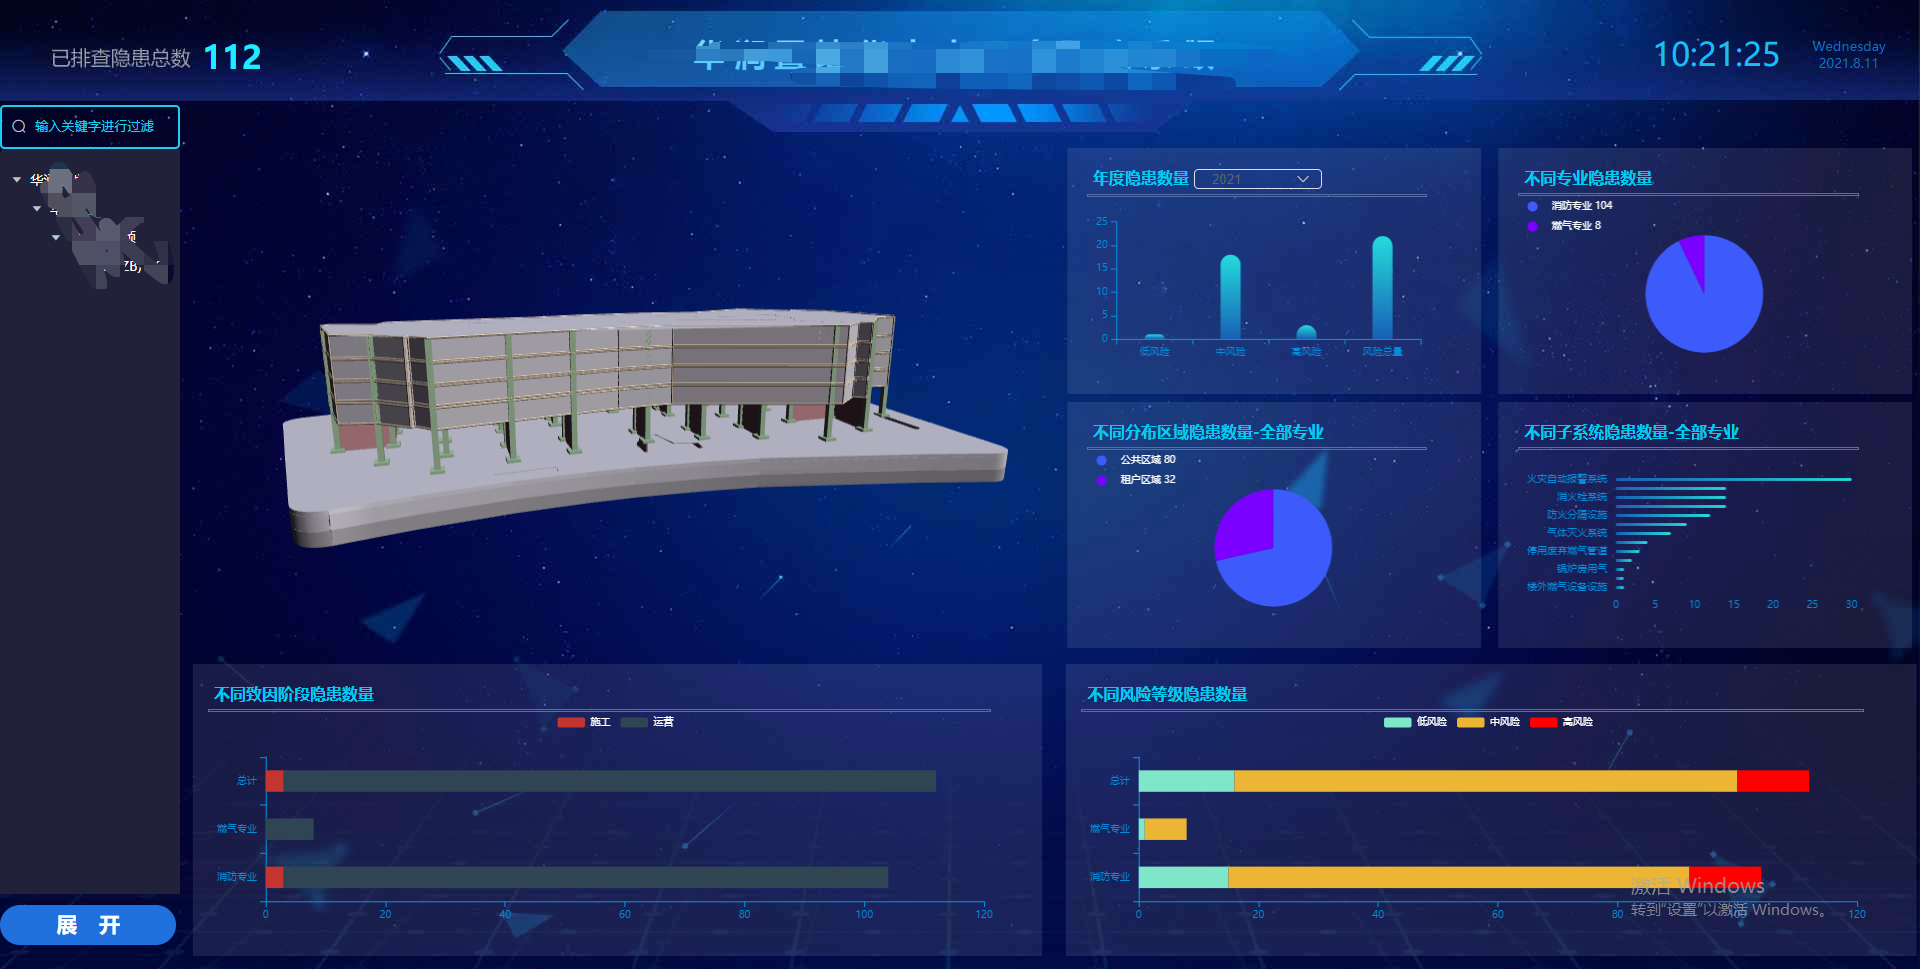 已排查隐患总数 112
10:21:25
Wednesday
2021.8.11
输入关键字进行过滤
ZB)
展 开
年度隐患数量 2021
25
20
15
10
5
0
低风险 中风险 高风险 风险总量
不同专业隐患数量
消防专业 104
燃气专业 8
不同分布区域隐患数量-全部专业
公共区域 80
租户区域 32
不同子系统隐患数量-全部专业
火灾自动报警系统
消火栓系统
防火分隔设施
气体灭火系统
停用废弃燃气管道
锅炉房用气
楼外燃气设备设施
0 5 10 15 20 25 30
不同致因阶段隐患数量
施工 运营
总计
燃气专业
消防专业
0 20 40 60 80 100 120
不同风险等级隐患数量
低风险 中风险 高风险
总计
燃气专业
消防专业
0 20 40 60 80 100 120
激活 Windows
转到"设置"以激活 Windows。